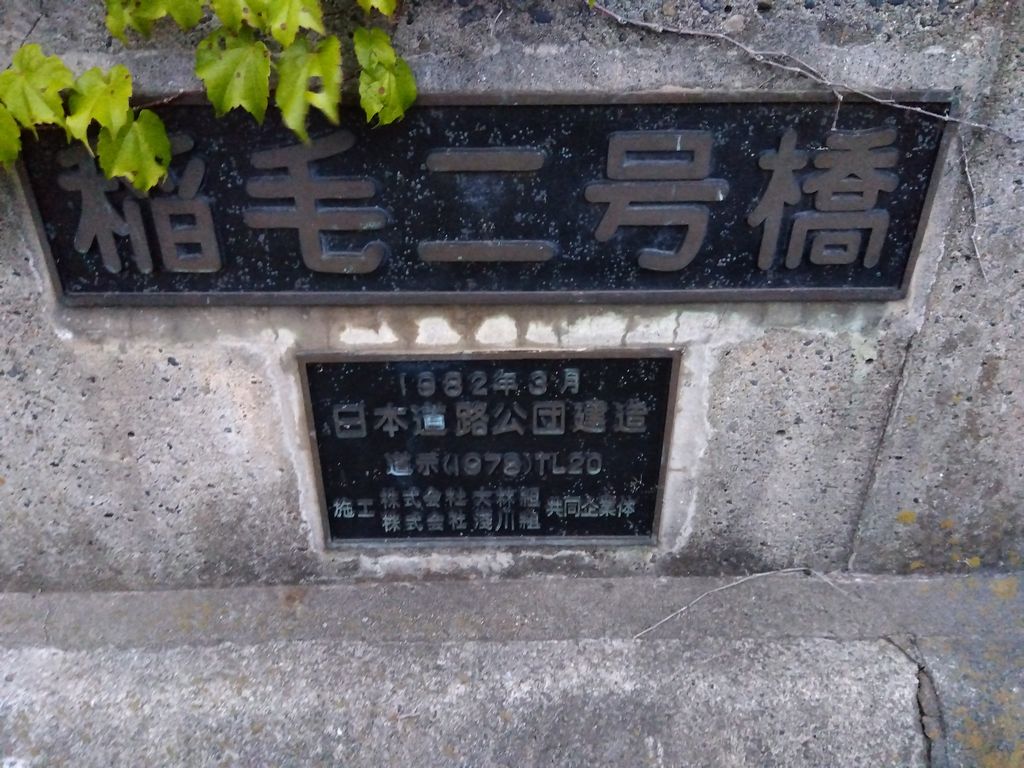 稲毛二号橋
1982年3月
日本道路公団建造
道示(1978)TL20
施工 株式会社 大林組 共同企業体
株式会社 淺川組